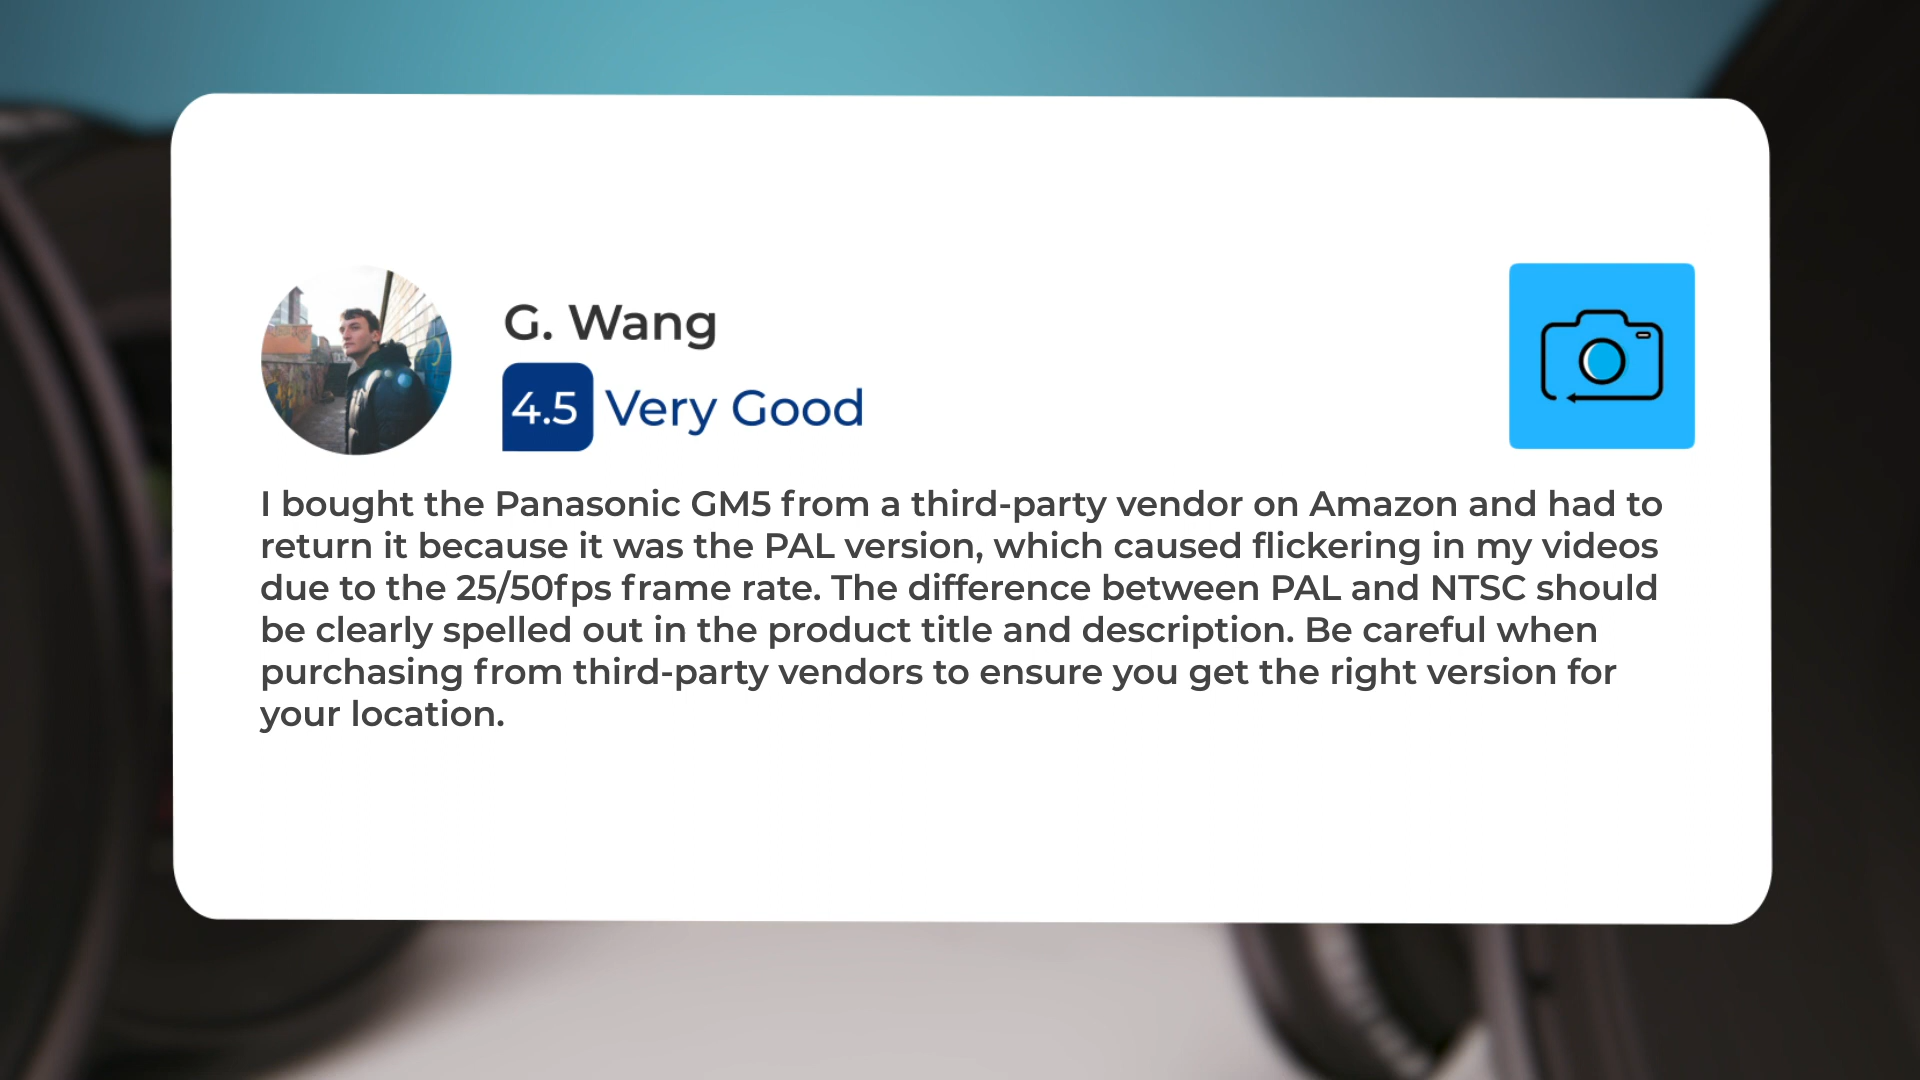 G. Wang
4.5 Very Good
I bought the Panasonic GM5 from a third-party vendor on Amazon and had to
return it because it was the PAL version, which caused flickering in my videos
due to the 25/50fps frame rate. The difference between PAL and NTSC should
be clearly spelled out in the product title and description. Be careful when
purchasing from third-party vendors to ensure you get the right version for
your location.